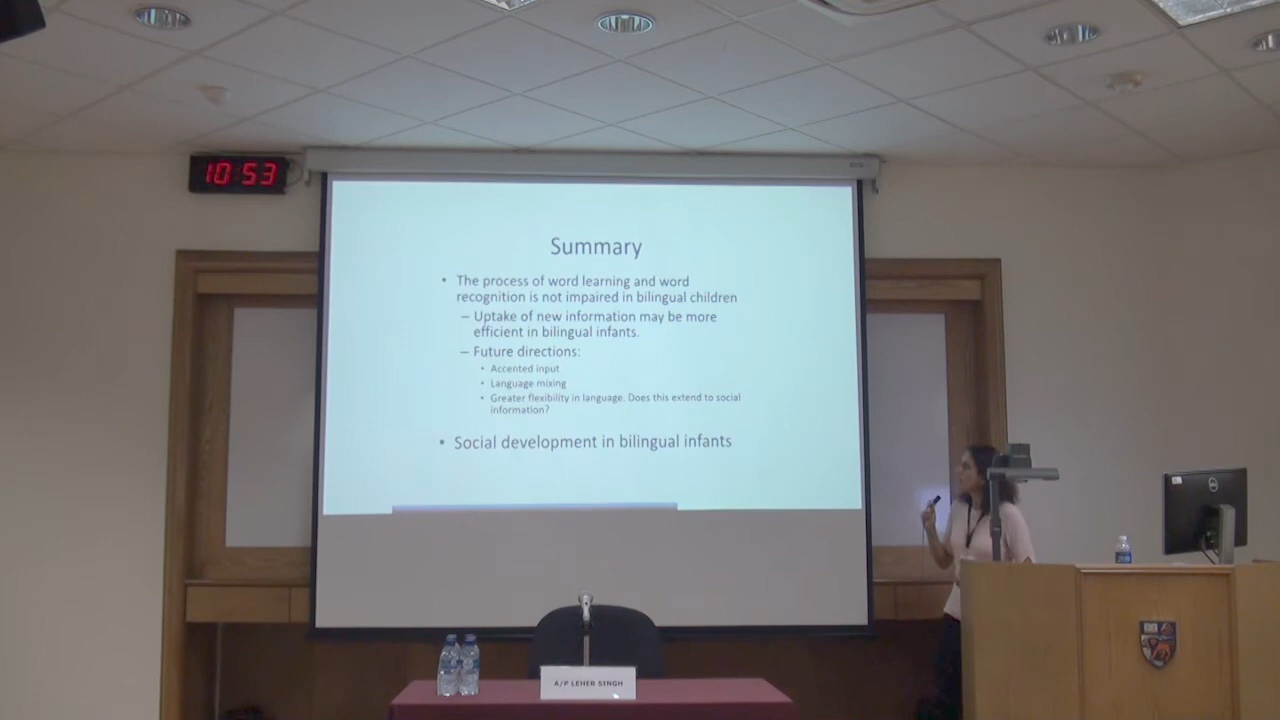 10 53
Summary
• The process of word learning and word
recognition is not impaired in bilingual children
– Uptake of new information may be more
efficient in bilingual infants.
– Future directions:
• Accented input
• Language mixing
• Greater flexibility in language. Does this extend to social
information?
• Social development in bilingual infants
A/P LEHER SINGH